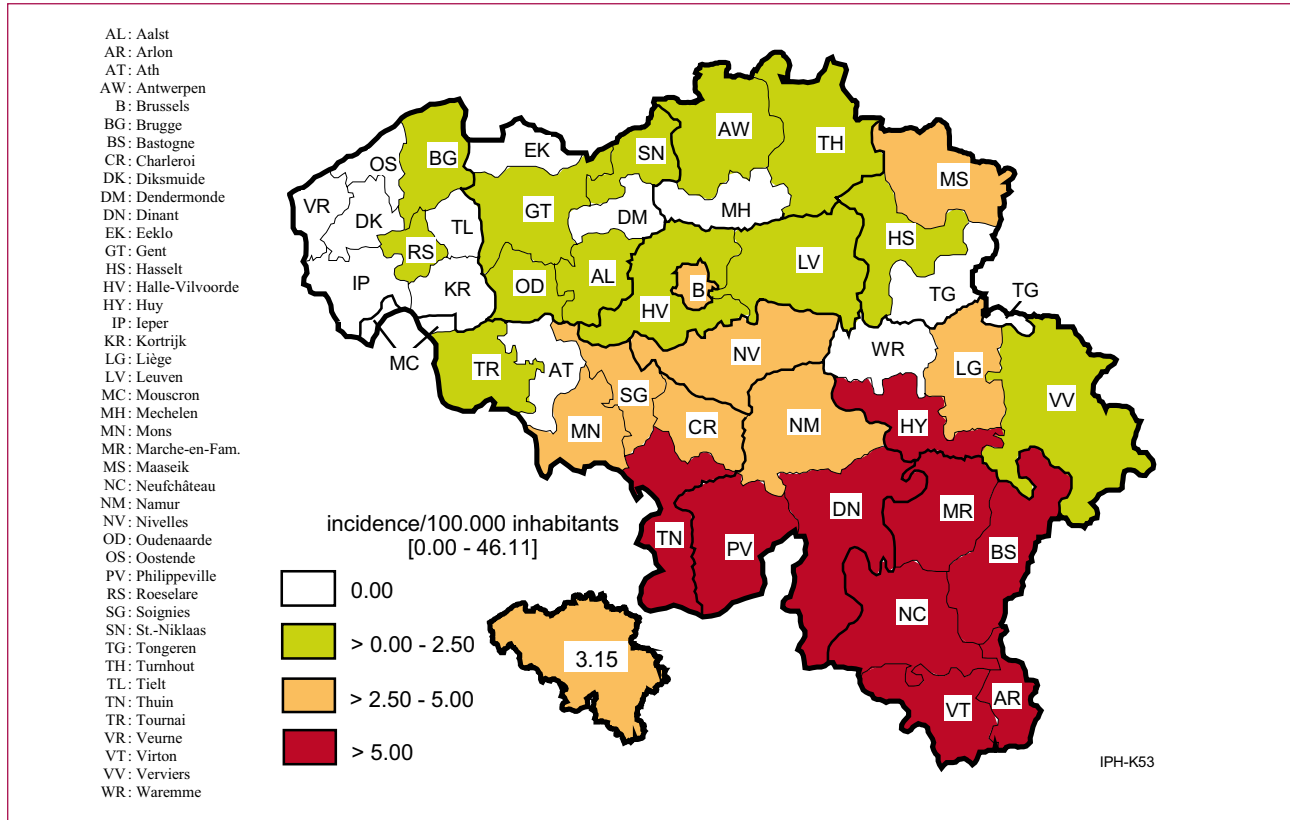 AL: Aalst
AR: Arlon
AT: Ath
AW: Antwerpen
B: Brussels
BG: Brugge
BS: Bastogne
CR: Charleroi
DK: Diksmuide
DM: Dendermonde
DN: Dinant
EK: Eeklo
GT: Gent
HS: Hasselt
HV: Halle-Vilvoorde
HY: Huy
IP: Ieper
KR: Kortrijk
LG: Liège
LV: Leuven
MC: Mouscron
MH: Mechelen
MN: Mons
MR: Marche-en-Fam.
MS: Maaseik
NC: Neufchâteau
NM: Namur
NV: Nivelles
OD: Oudenaarde
OS: Oostende
PV: Philippeville
RS: Roeselare
SG: Soignies
SN: St.-Niklaas
TG: Tongeren
TH: Turnhout
TL: Tielt
TN: Thuin
TR: Tournai
VR: Veurne
VT: Virton
VV: Verviers
WR: Waremme
AW
TH
EK
SN
BG
OS
MS
VR
DK
TL
GT
DM
MH
HS
RS
AL
LV
IP
KR
OD
B
TG
TG
HV
MC
TR
AT
NV
WR
LG
SG
VV
MN
CR
NM
HY
TN
PV
DN
MR
BS
NC
VT
AR
incidence/100.000 inhabitants
[0.00 - 46.11]
0.00
> 0.00 - 2.50
> 2.50 - 5.00
> 5.00
3.15
IPH-K53